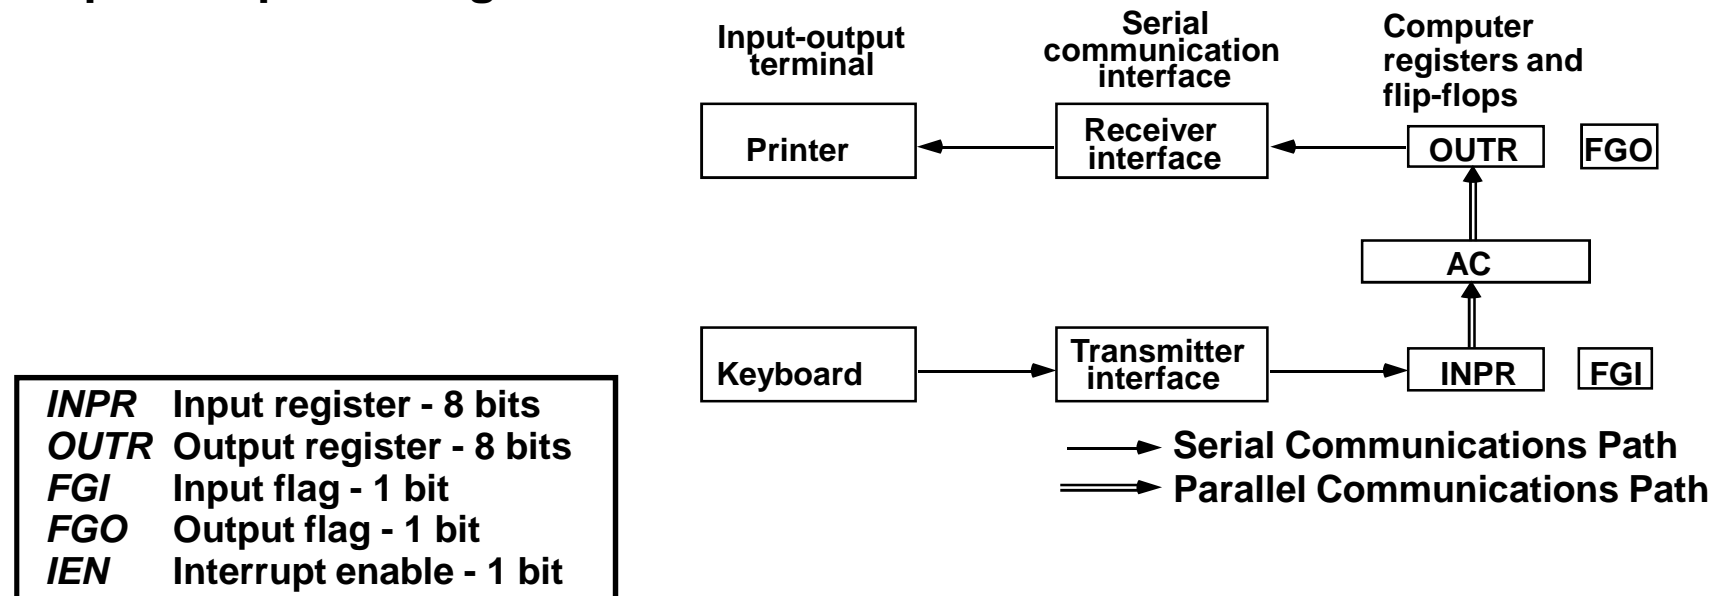 Input-output
terminal
Serial
communication
interface
Computer
registers and
flip-flops
Printer
Receiver
interface
OUTR
FGO
AC
Keyboard
Transmitter
interface
INPR
FGI
Serial Communications Path
Parallel Communications Path
INPR Input register - 8 bits
OUTR Output register - 8 bits
FGI Input flag - 1 bit
FGO Output flag - 1 bit
IEN Interrupt enable - 1 bit